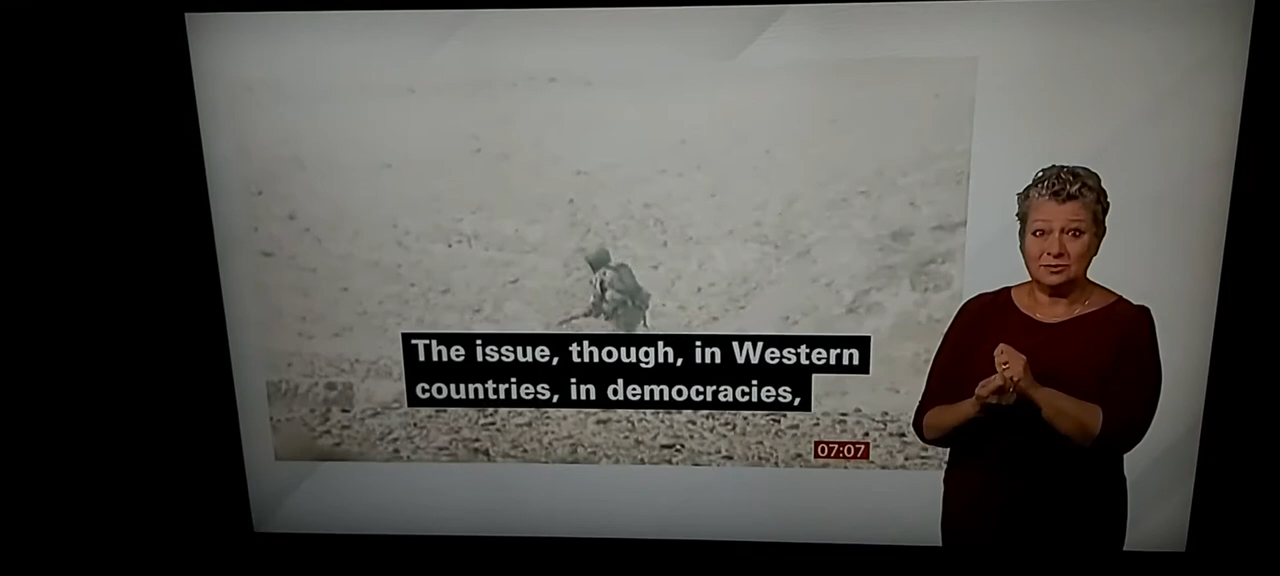 The issue, though, in Western
countries, in democracies,
07:07